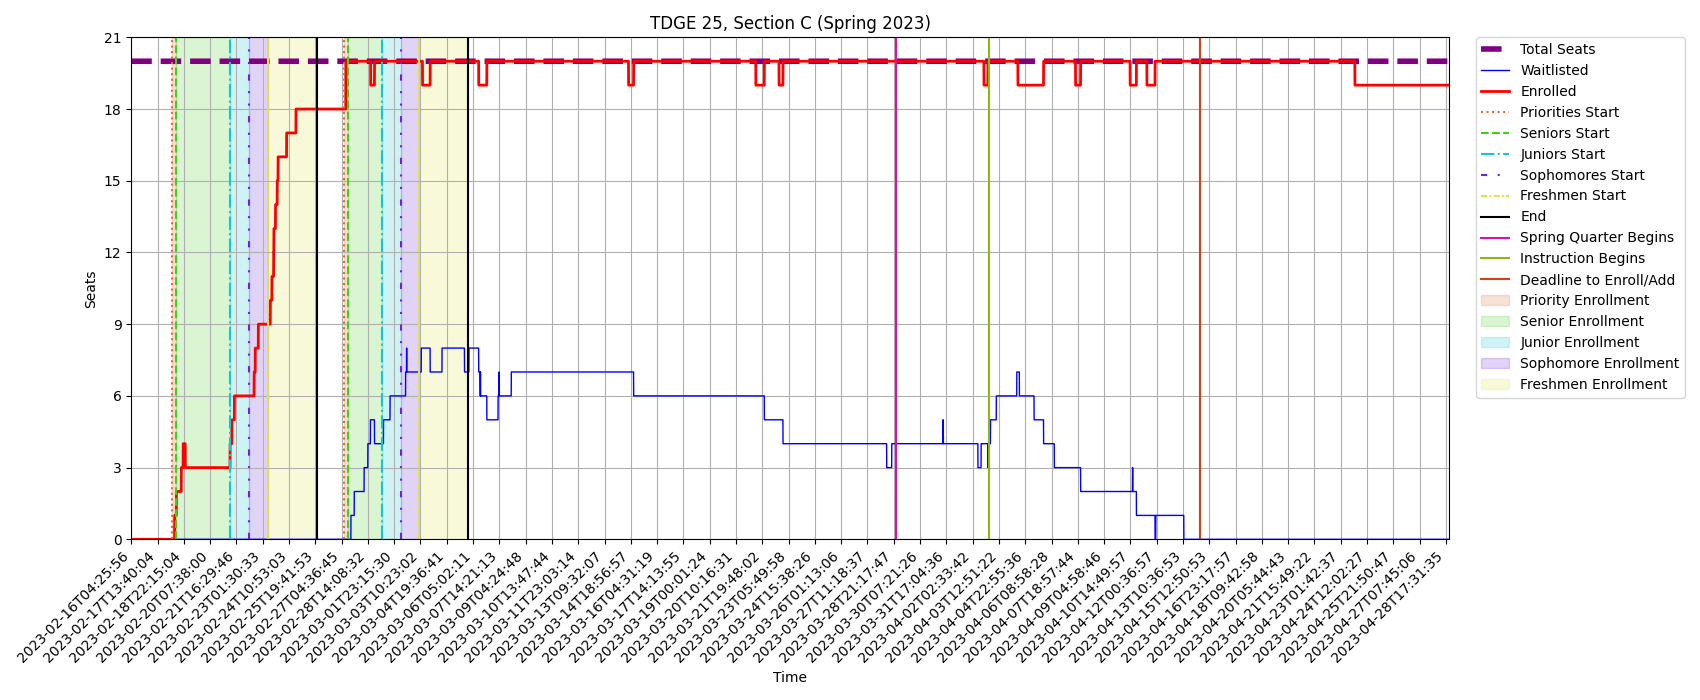 TDGE 25, Section C (Spring 2023)
21
18
15
12
9
6
3
0
Seats
2023-02-16T04:25:56
2023-02-17T13:40:04
2023-02-18T22:15:04
2023-02-20T07:38:00
2023-02-21T16:29:46
2023-02-23T01:30:33
2023-02-24T10:53:03
2023-02-25T19:41:53
2023-02-27T04:36:45
2023-02-28T14:08:32
2023-03-01T23:15:30
2023-03-03T10:23:02
2023-03-04T19:36:41
2023-03-06T05:02:11
2023-03-07T14:21:13
2023-03-09T04:24:48
2023-03-10T13:47:44
2023-03-11T23:03:14
2023-03-13T09:32:07
2023-03-14T18:56:57
2023-03-16T04:31:19
2023-03-17T14:13:55
2023-03-19T00:01:24
2023-03-20T10:16:31
2023-03-21T19:48:02
2023-03-23T05:49:58
2023-03-24T15:38:26
2023-03-26T01:13:06
2023-03-27T11:18:37
2023-03-28T21:17:47
2023-03-30T07:21:26
2023-03-31T17:04:36
2023-04-02T02:33:42
2023-04-03T12:51:22
2023-04-04T22:55:36
2023-04-06T08:58:28
2023-04-07T18:57:44
2023-04-09T04:58:46
2023-04-10T14:49:57
2023-04-12T00:36:57
2023-04-13T10:36:53
2023-04-15T12:50:53
2023-04-16T23:17:57
2023-04-18T09:42:58
2023-04-20T05:44:43
2023-04-21T15:49:22
2023-04-23T01:42:37
2023-04-24T12:02:27
2023-04-25T21:50:47
2023-04-27T07:45:06
2023-04-28T17:31:35
Time
Total Seats
Waitlisted
Enrolled
Priorities Start
Seniors Start
Juniors Start
Sophomores Start
Freshmen Start
End
Spring Quarter Begins
Instruction Begins
Deadline to Enroll/Add
Priority Enrollment
Senior Enrollment
Junior Enrollment
Sophomore Enrollment
Freshmen Enrollment